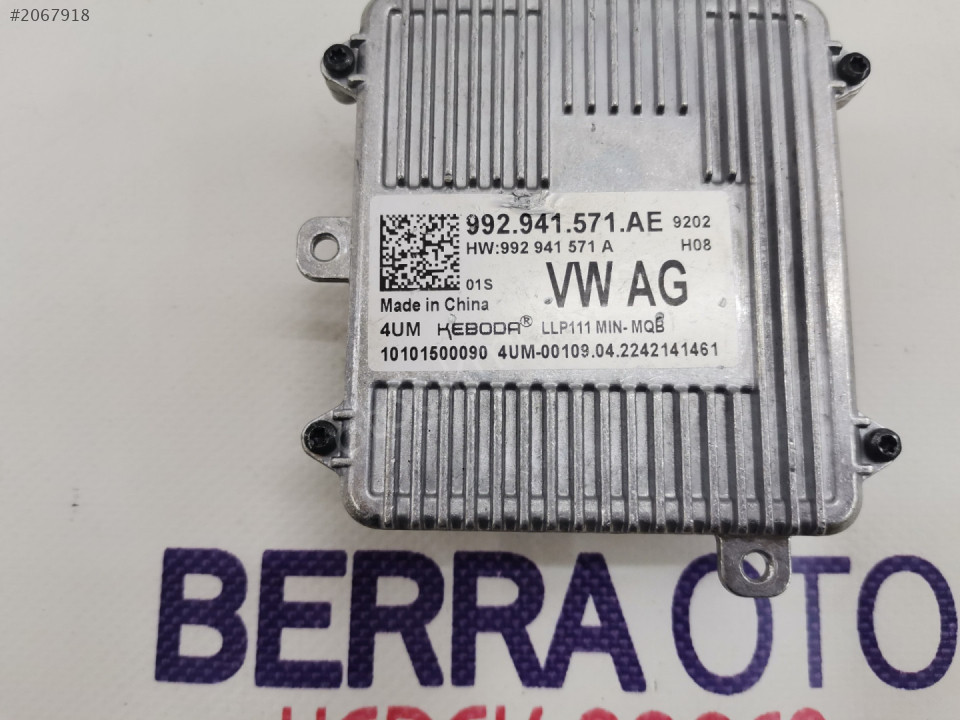 #2067918
992.941.571.AE 9202
HW:992 941 571 A H08
01S VW AG
Made in China
4UM KEBODA® LLP111 MIN- MQB
10101500090 4UM-00109.04.2242141461
BERRA OTO